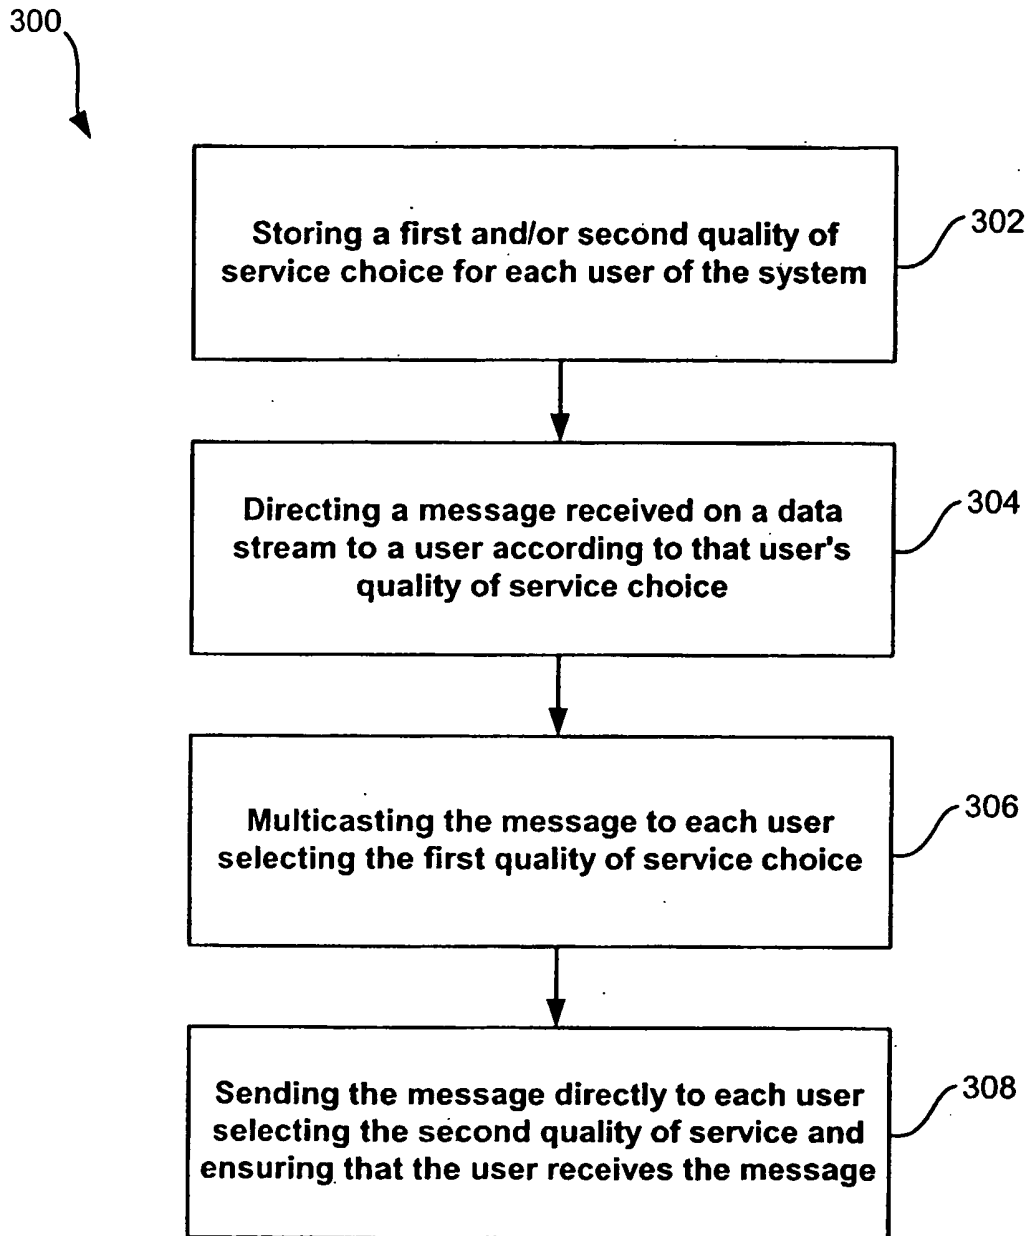 300
Storing a first and/or second quality of
service choice for each user of the system
302
Directing a message received on a data
stream to a user according to that user's
quality of service choice
304
Multicasting the message to each user
selecting the first quality of service choice
306
Sending the message directly to each user
selecting the second quality of service and
ensuring that the user receives the message
308